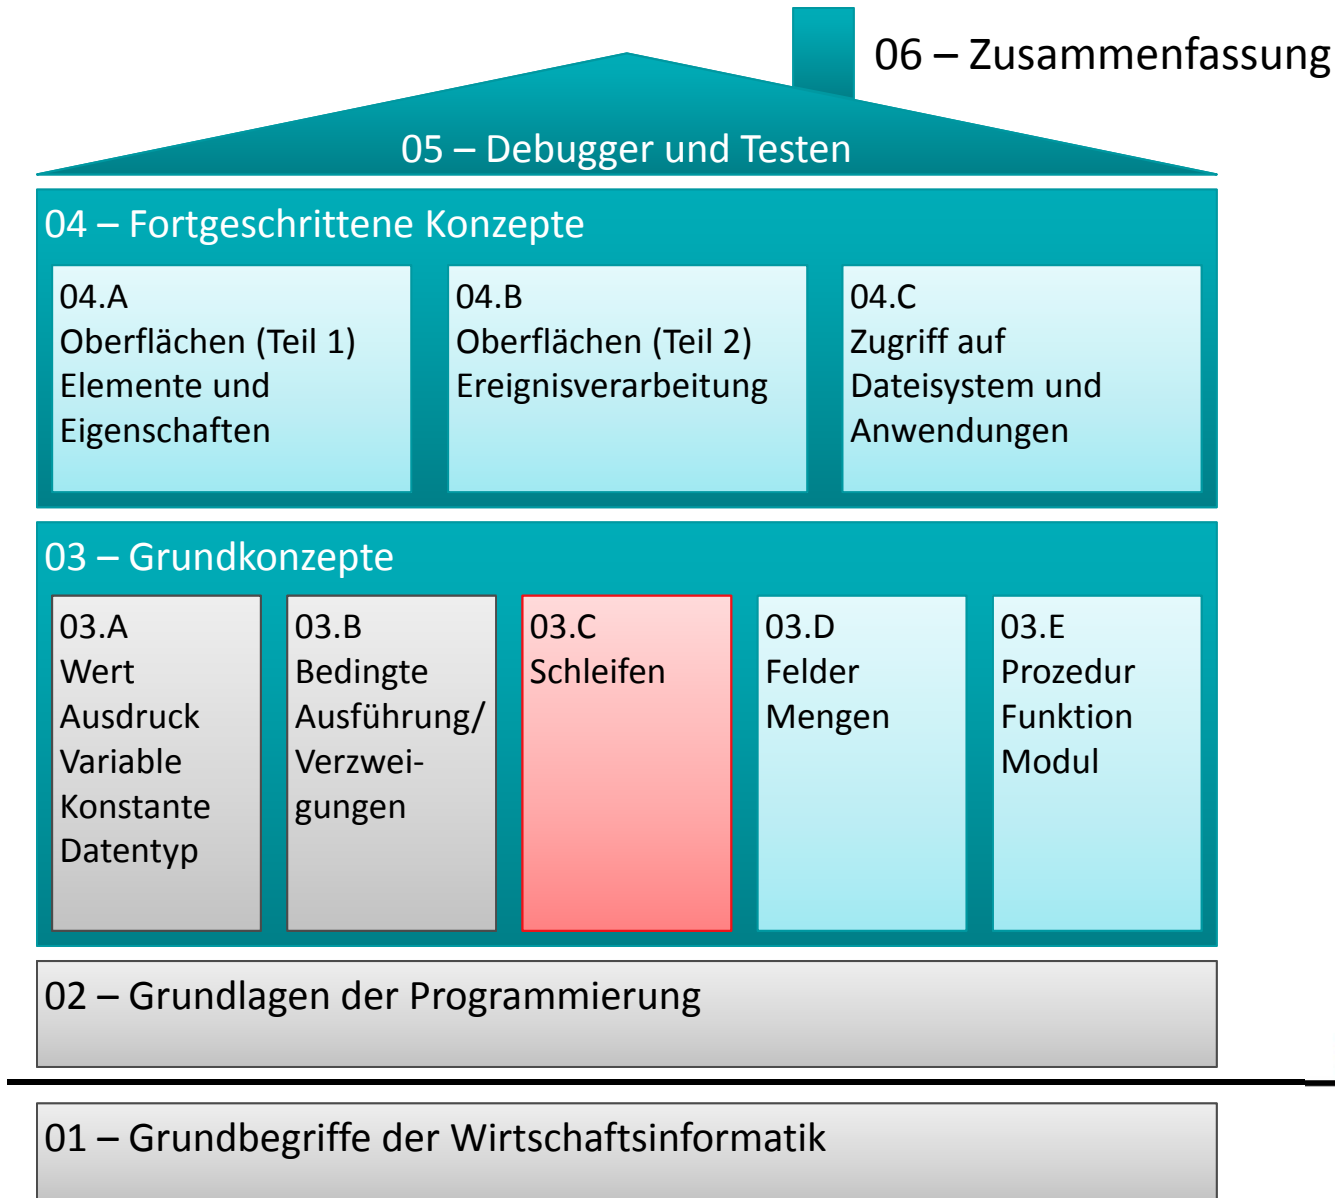 06 – Zusammenfassung
05 – Debugger und Testen
04 – Fortgeschrittene Konzepte
04.A
Oberflächen (Teil 1)
Elemente und
Eigenschaften
04.B
Oberflächen (Teil 2)
Ereignisverarbeitung
04.C
Zugriff auf
Dateisystem und
Anwendungen
03 – Grundkonzepte
03.A
Wert
Ausdruck
Variable
Konstante
Datentyp
03.B
Bedingte
Ausführung/
Verzwei-
gungen
03.C
Schleifen
03.D
Felder
Mengen
03.E
Prozedur
Funktion
Modul
02 – Grundlagen der Programmierung
01 – Grundbegriffe der Wirtschaftsinformatik